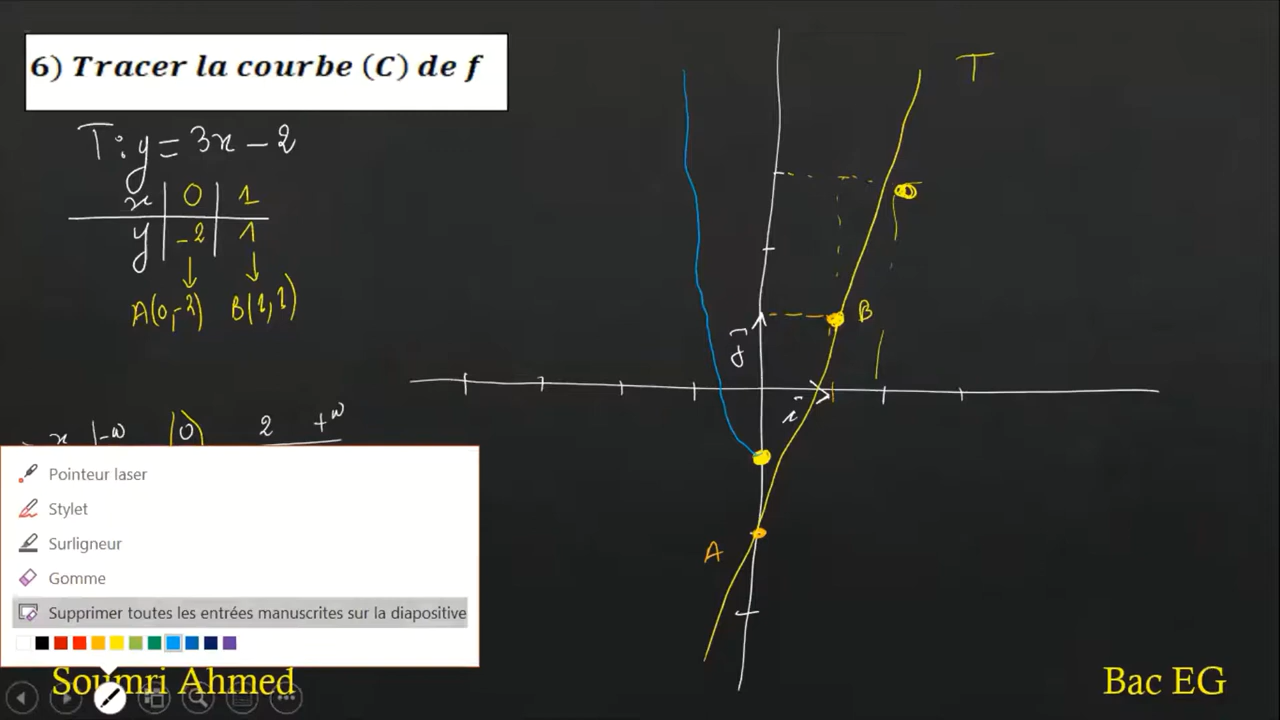 6) Tracer la courbe (C) de f
T
T: y = 3x - 2
x | 0 | 1
y | -2 | 1
A(0,-2) B(1,1)
B
j
i
x | -∞ 0 2 +∞
A
Pointeur laser
Stylet
Surligneur
Gomme
Supprimer toutes les entrées manuscrites sur la diapositive
Soumri Ahmed
Bac EG